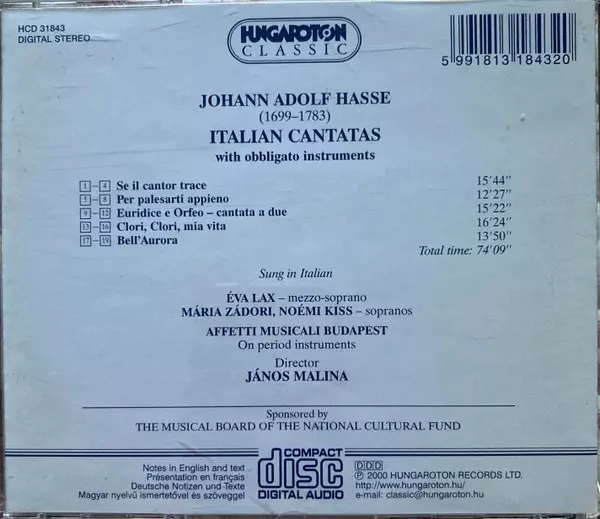 HCD 31843
DIGITAL STEREO
HUNGAROTON
CLASSIC
5 991813 184320
JOHANN ADOLF HASSE
(1699–1783)
ITALIAN CANTATAS
with obbligato instruments
1–4 Se il cantor trace 15'44"
5–8 Per palesarti appieno 12'27"
9–12 Euridice e Orfeo – cantata a due 15'22"
13–16 Clori, Clori, mia vita 16'24"
17–19 Bell'Aurora 13'50"
Total time: 74'09"
Sung in Italian
ÉVA LAX – mezzo-soprano
MÁRIA ZÁDORI, NOÉMI KISS – sopranos
AFFETTI MUSICALI BUDAPEST
On period instruments
Director
JÁNOS MALINA
Sponsored by
THE MUSICAL BOARD OF THE NATIONAL CULTURAL FUND
Notes in English and text
Présentation en français
Deutsche Notizen und Texte
Magyar nyelvű ismertetővel és szöveggel
COMPACT
disc
DIGITAL AUDIO
DDD
Ⓟ 2000 HUNGAROTON RECORDS LTD.
http://www.hungaroton.hu/
e-mail: classic@hungaroton.hu